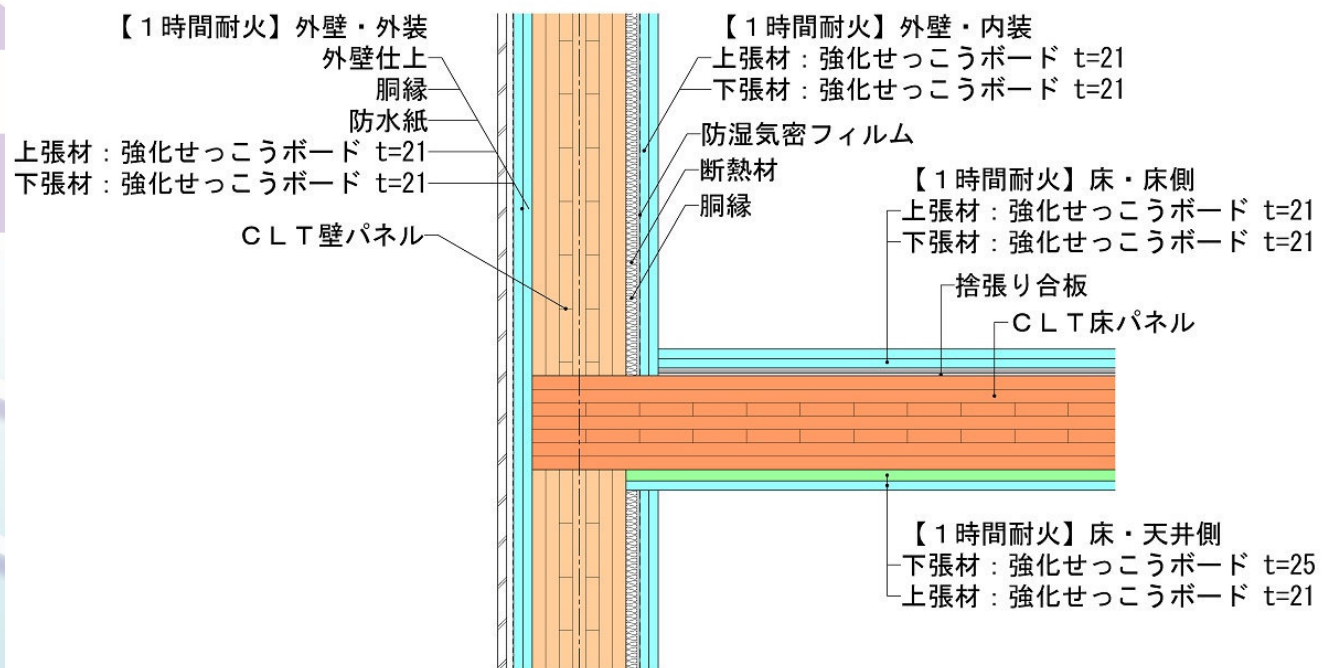 【１時間耐火】外壁・外装
外壁仕上
胴縁
防水紙
上張材：強化せっこうボード t=21
下張材：強化せっこうボード t=21
ＣＬＴ壁パネル
【１時間耐火】外壁・内装
上張材：強化せっこうボード t=21
下張材：強化せっこうボード t=21
防湿気密フィルム
断熱材
胴縁
【１時間耐火】床・床側
上張材：強化せっこうボード t=21
下張材：強化せっこうボード t=21
捨張り合板
ＣＬＴ床パネル
【１時間耐火】床・天井側
下張材：強化せっこうボード t=25
上張材：強化せっこうボード t=21